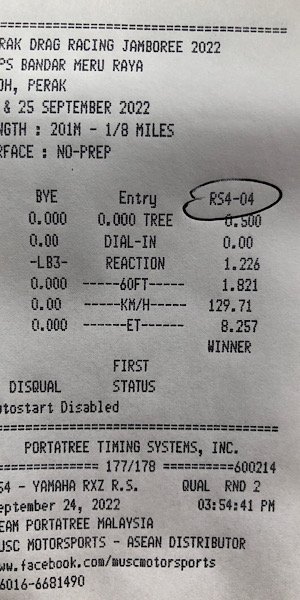 RAK DRAG RACING JAMBOREE 2022
PS BANDAR MERU RAYA
OH, PERAK
& 25 SEPTEMBER 2022
NGTH : 201M - 1/8 MILES
RFACE : NO-PREP
BYE Entry RS4-04
0.000 0.000 TREE 0.500
0.00 DIAL-IN 0.00
-LB3- REACTION 1.226
0.000 ------60FT----- 1.821
0.00 ------KM/H----- 129.71
0.000 -------ET------ 8.257
WINNER
FIRST
DISQUAL STATUS
utostart Disabled
PORTATREE TIMING SYSTEMS, INC.
========== 177/178 ==========600214
S4 - YAMAHA RXZ R.S. QUAL RND 2
eptember 24, 2022 03:54:41 PM
EAM PORTATREE MALAYSIA
MUSC MOTORSPORTS - ASEAN DISTRIBUTOR
ww.facebook.com/muscmotorsports
6016-6681490